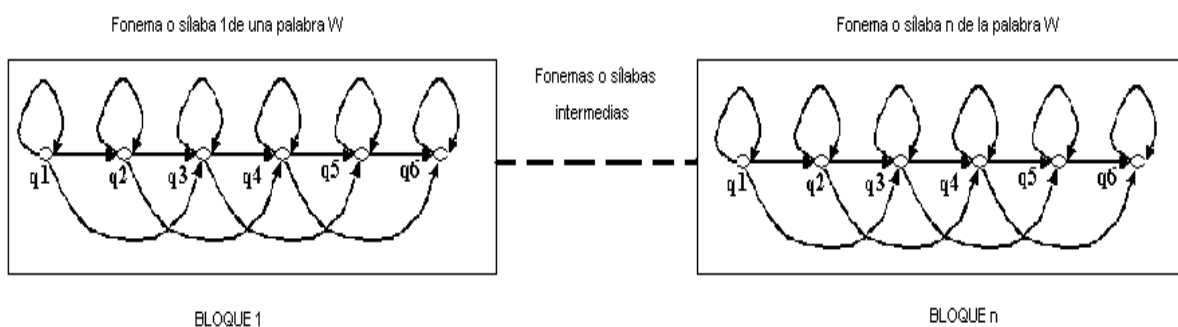 Fonema o sílaba 1de una palabra W
Fonema o sílaba n de la palabra W
Fonemas o sílabas
intermedias
q1 q2 q3 q4 q5 q6
q1 q2 q3 q4 q5 q6
BLOQUE 1
BLOQUE n